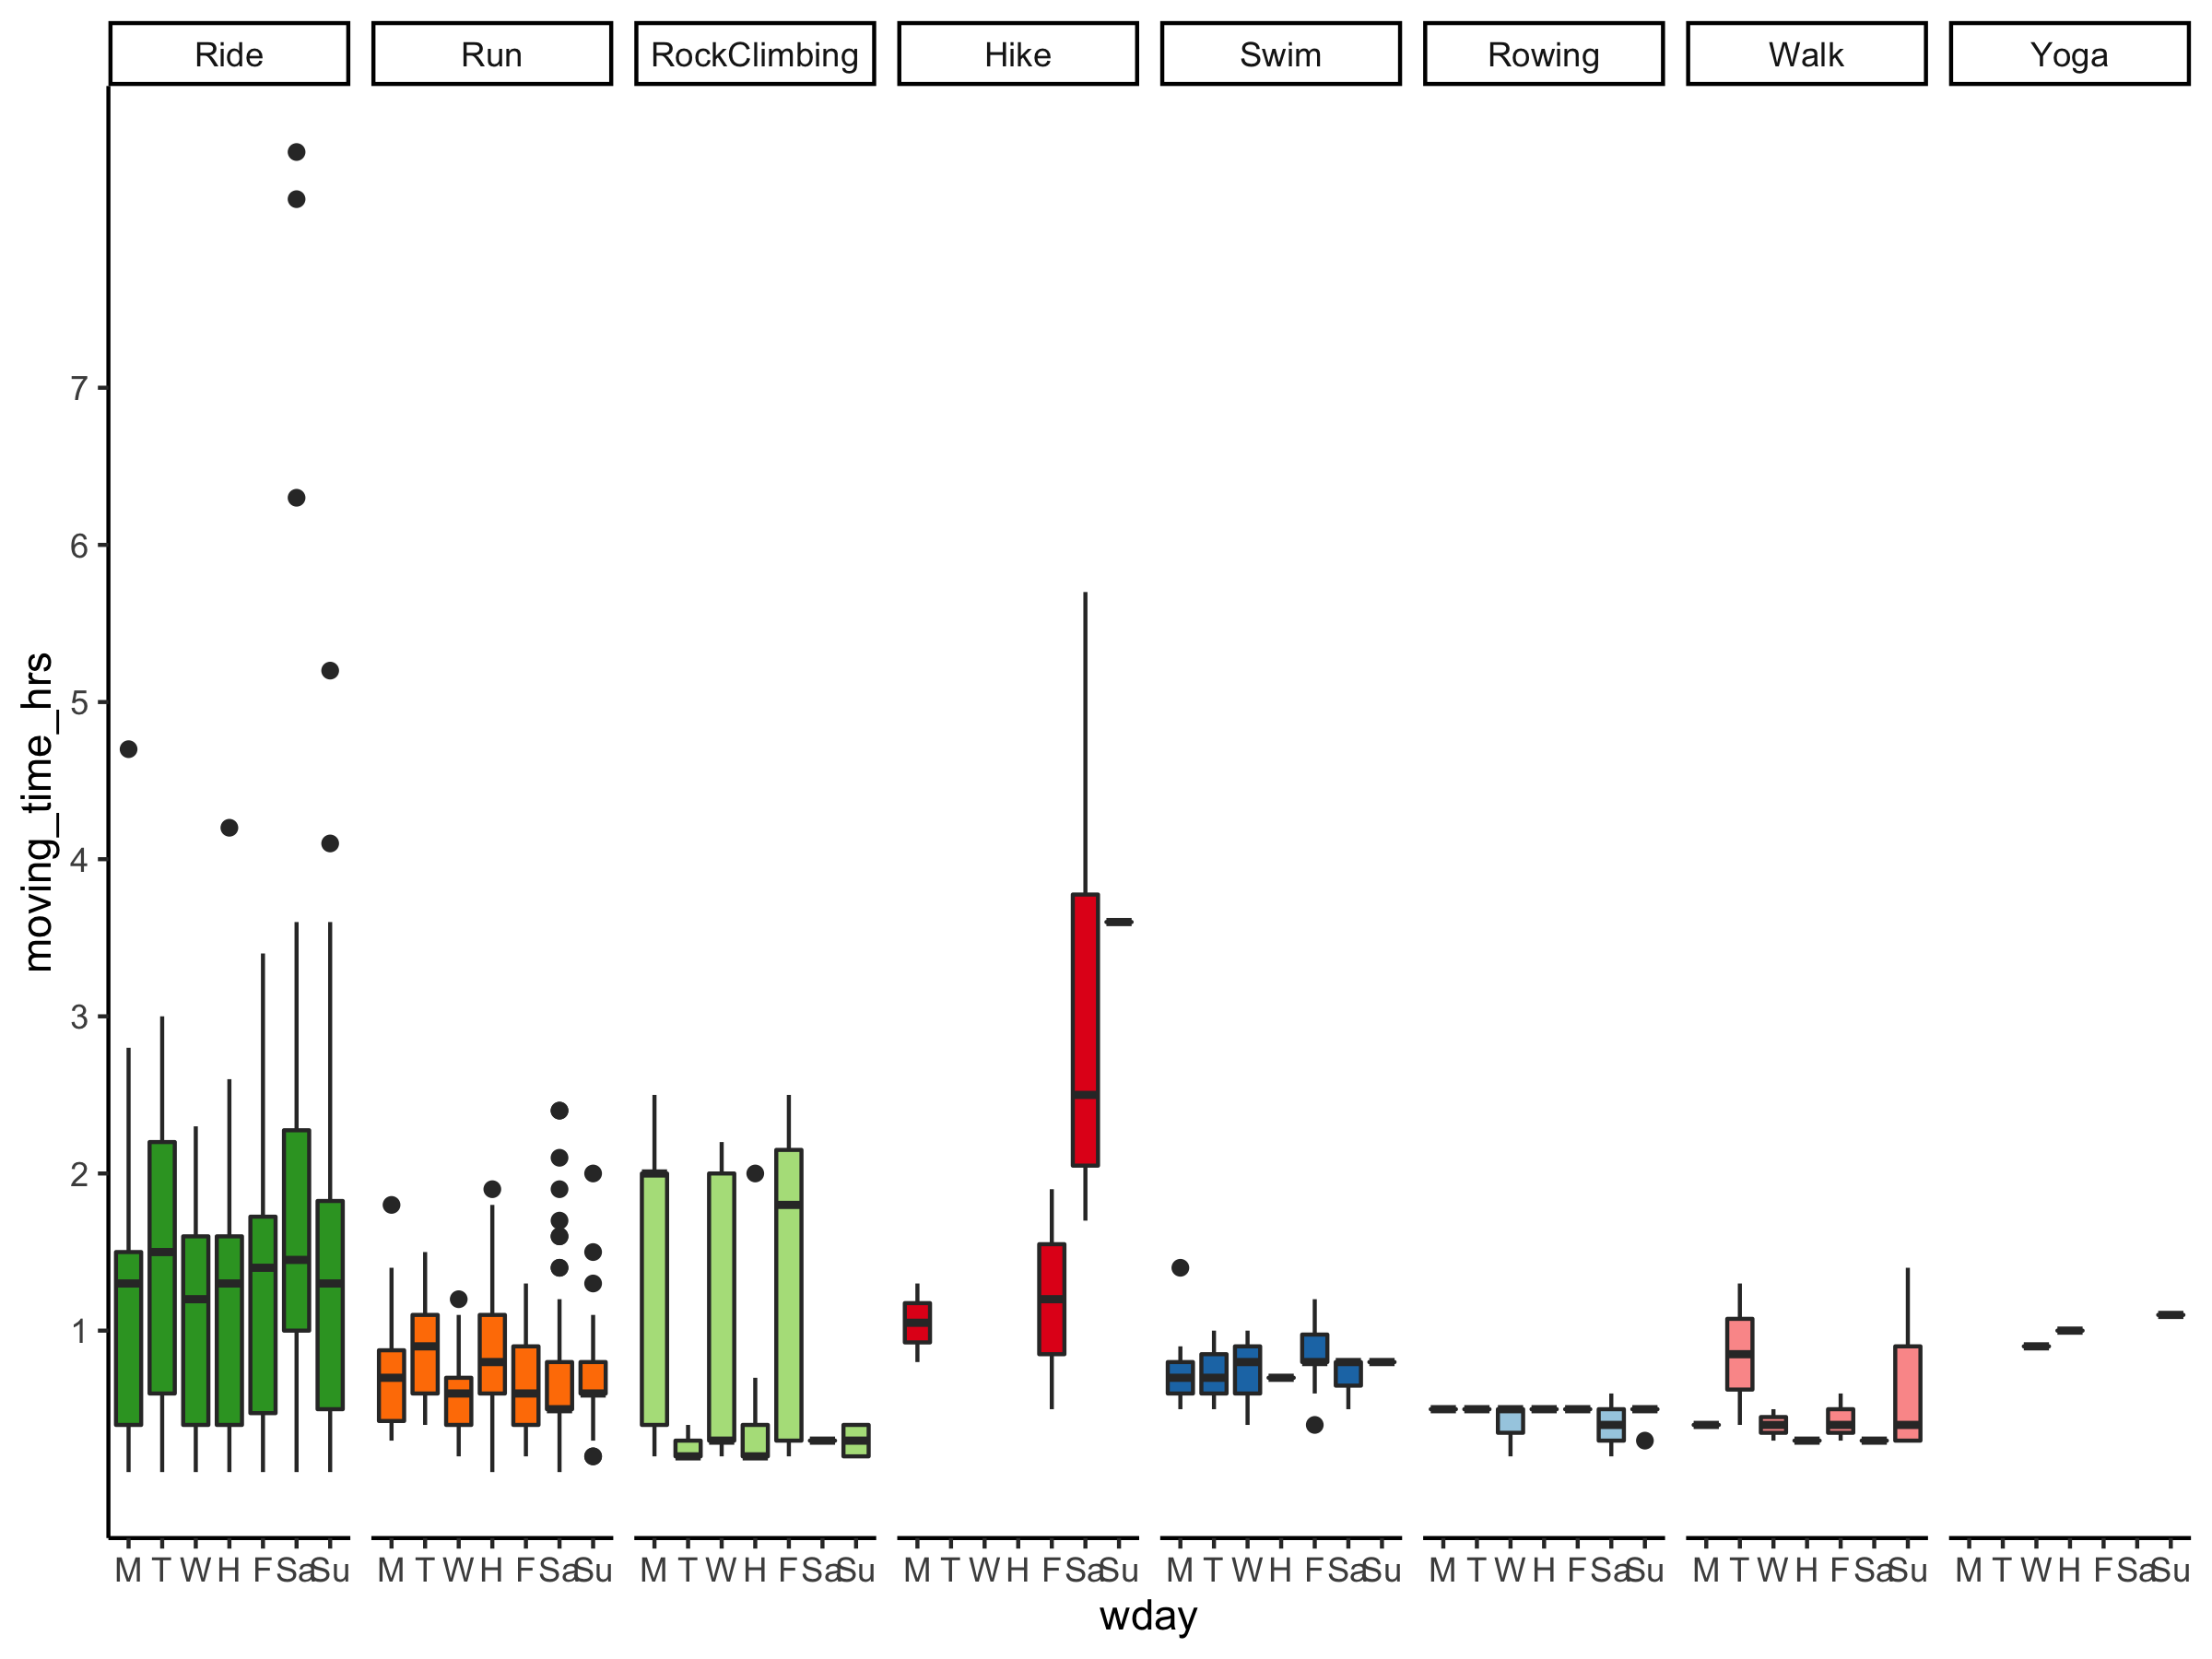 Ride Run RockClimbing Hike Swim Rowing Walk Yoga
7
6
5
4
3
2
1
moving_time_hrs
M T W H F Sa Su M T W H F Sa Su M T W H F Sa Su M T W H F Sa Su M T W H F Sa Su M T W H F Sa Su M T W H F Sa Su M T W H F Sa Su
wday